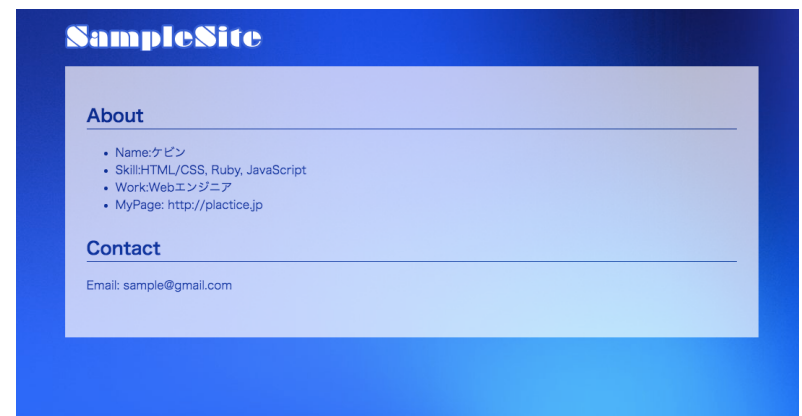 SampleSite
About
Name:ケビン
Skill:HTML/CSS, Ruby, JavaScript
Work:Webエンジニア
MyPage: http://plactice.jp
Contact
Email: sample@gmail.com